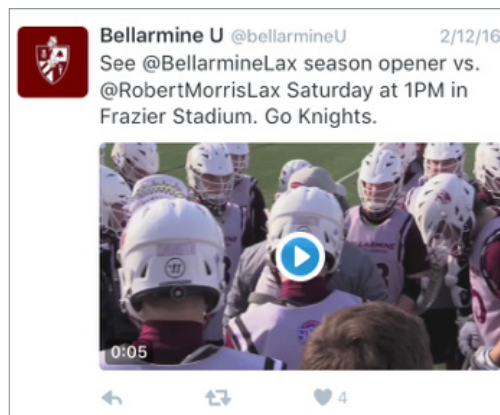 Bellarmine U @bellarmineU 2/12/16
See @BellarmineLax season opener vs.
@RobertMorrisLax Saturday at 1PM in
Frazier Stadium. Go Knights.
0:05
4